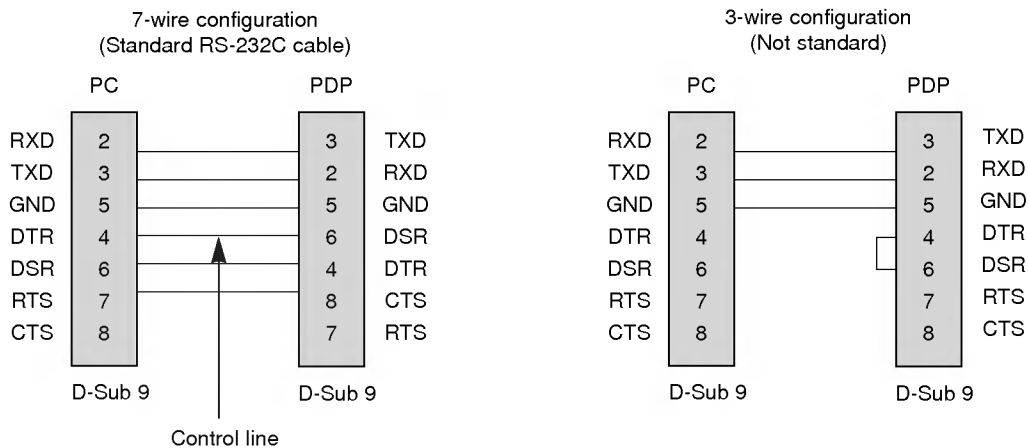 7-wire configuration
(Standard RS-232C cable)
PC PDP
RXD 2 3 TXD
TXD 3 2 RXD
GND 5 5 GND
DTR 4 6 DSR
DSR 6 4 DTR
RTS 7 8 CTS
CTS 8 7 RTS
D-Sub 9 D-Sub 9
Control line
3-wire configuration
(Not standard)
PC PDP
RXD 2 3 TXD
TXD 3 2 RXD
GND 5 5 GND
DTR 4 4 DTR
DSR 6 6 DSR
RTS 7 7 RTS
CTS 8 8 CTS
D-Sub 9 D-Sub 9